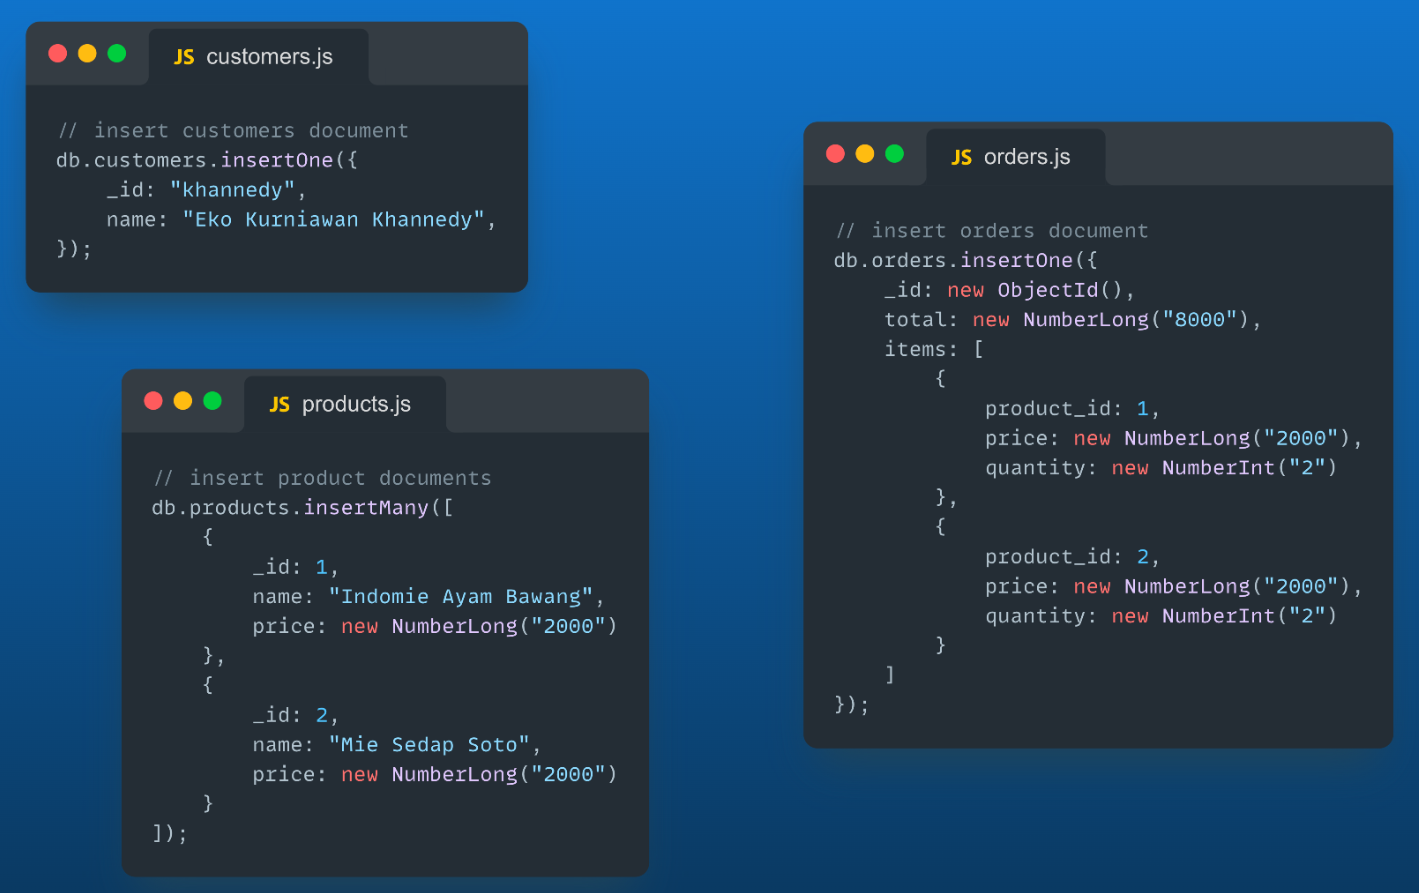 JS customers.js
// insert customers document
db.customers.insertOne({
    _id: "khannedy",
    name: "Eko Kurniawan Khannedy",
});
JS products.js
// insert product documents
db.products.insertMany([
    {
        _id: 1,
        name: "Indomie Ayam Bawang",
        price: new NumberLong("2000")
    },
    {
        _id: 2,
        name: "Mie Sedap Soto",
        price: new NumberLong("2000")
    }
]);
JS orders.js
// insert orders document
db.orders.insertOne({
    _id: new ObjectId(),
    total: new NumberLong("8000"),
    items: [
        {
            product_id: 1,
            price: new NumberLong("2000"),
            quantity: new NumberInt("2")
        },
        {
            product_id: 2,
            price: new NumberLong("2000"),
            quantity: new NumberInt("2")
        }
    ]
});